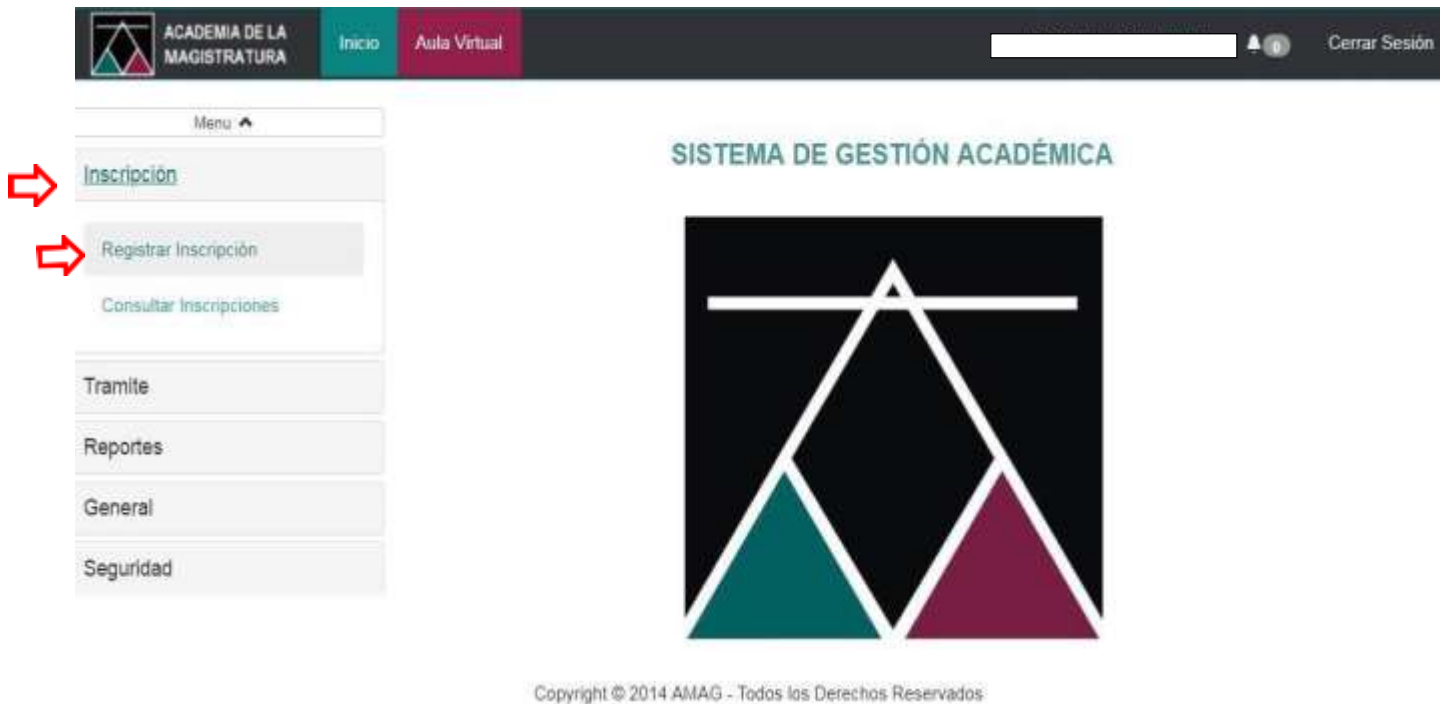 ACADEMIA DE LA
MAGISTRATURA
Inicio
Aula Virtual
0
Cerrar Sesión
Menu
Inscripción
Registrar Inscripción
Consultar Inscripciones
Tramite
Reportes
General
Seguridad
SISTEMA DE GESTIÓN ACADÉMICA
Copyright © 2014 AMAG - Todos los Derechos Reservados